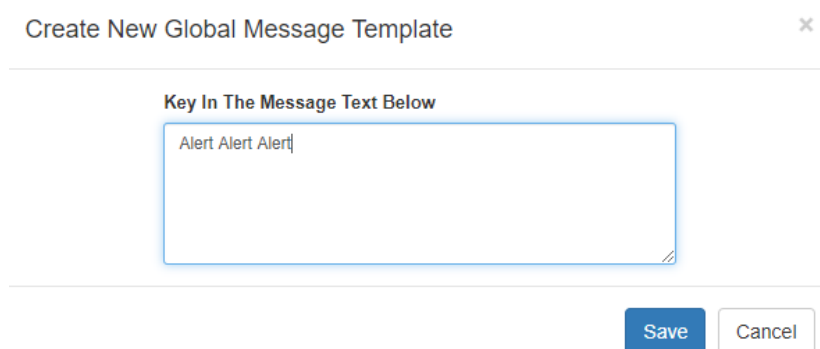 Create New Global Message Template
×
Key In The Message Text Below
Alert Alert Alert
Save Cancel